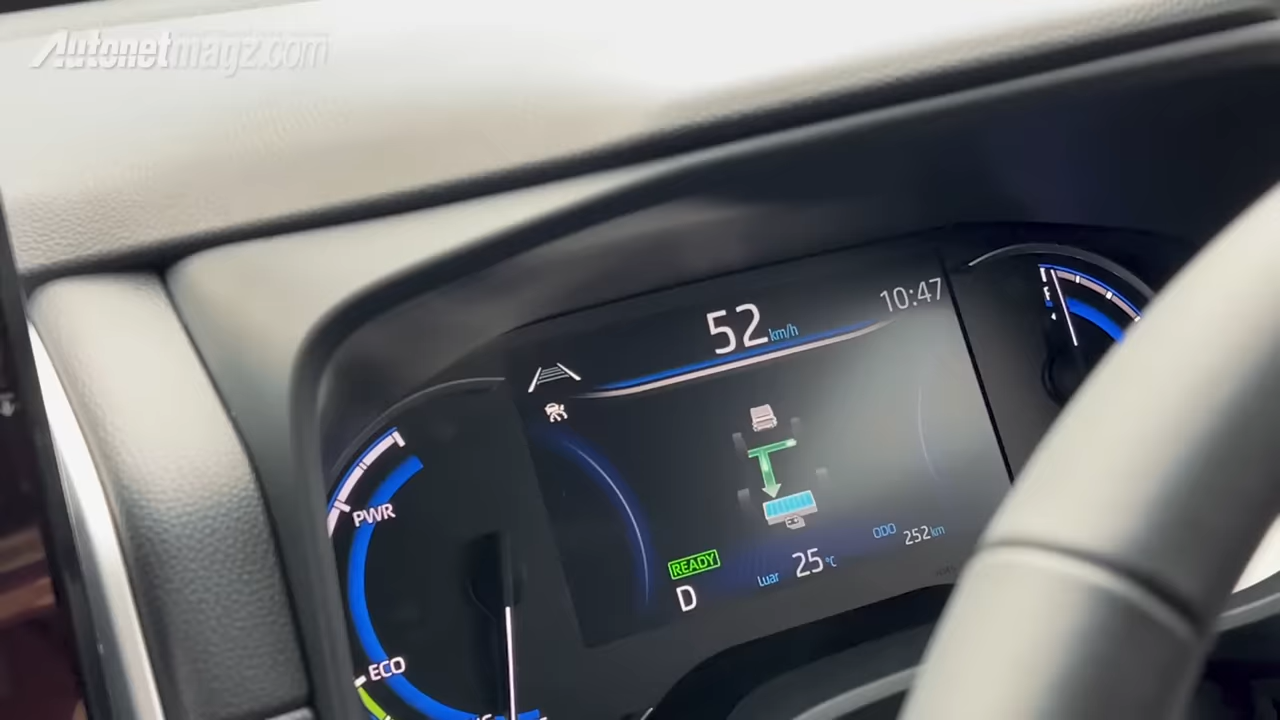 Autonetmagz.com
52 km/h
10:47
F
PWR
READY
D
Luar 25 °C
ODO 252 km
ECO